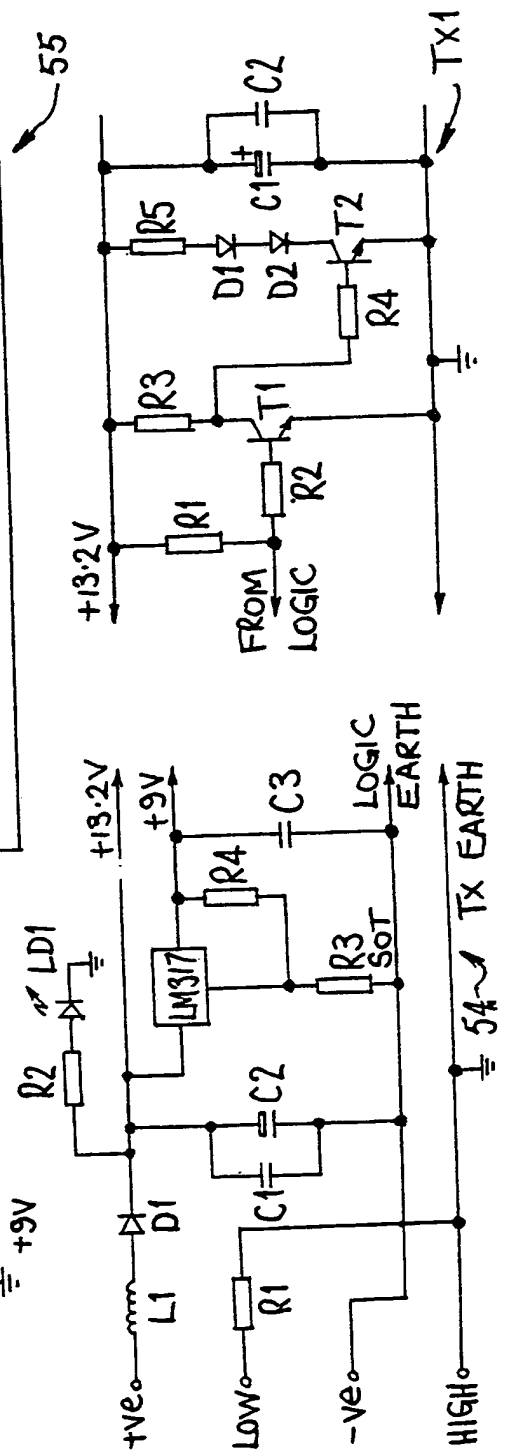 +9V
+ve
L1
D1
R2
LD1
+13.2V
+9V
LM317
R4
C3
C1
C2
R3
SOT
LOGIC
EARTH
LOW
R1
-ve
HIGH
54
TX EARTH
55
+13.2V
R1
R3
R5
D1
D2
C1
+
C2
FROM
LOGIC
R2
T1
R4
T2
TX1